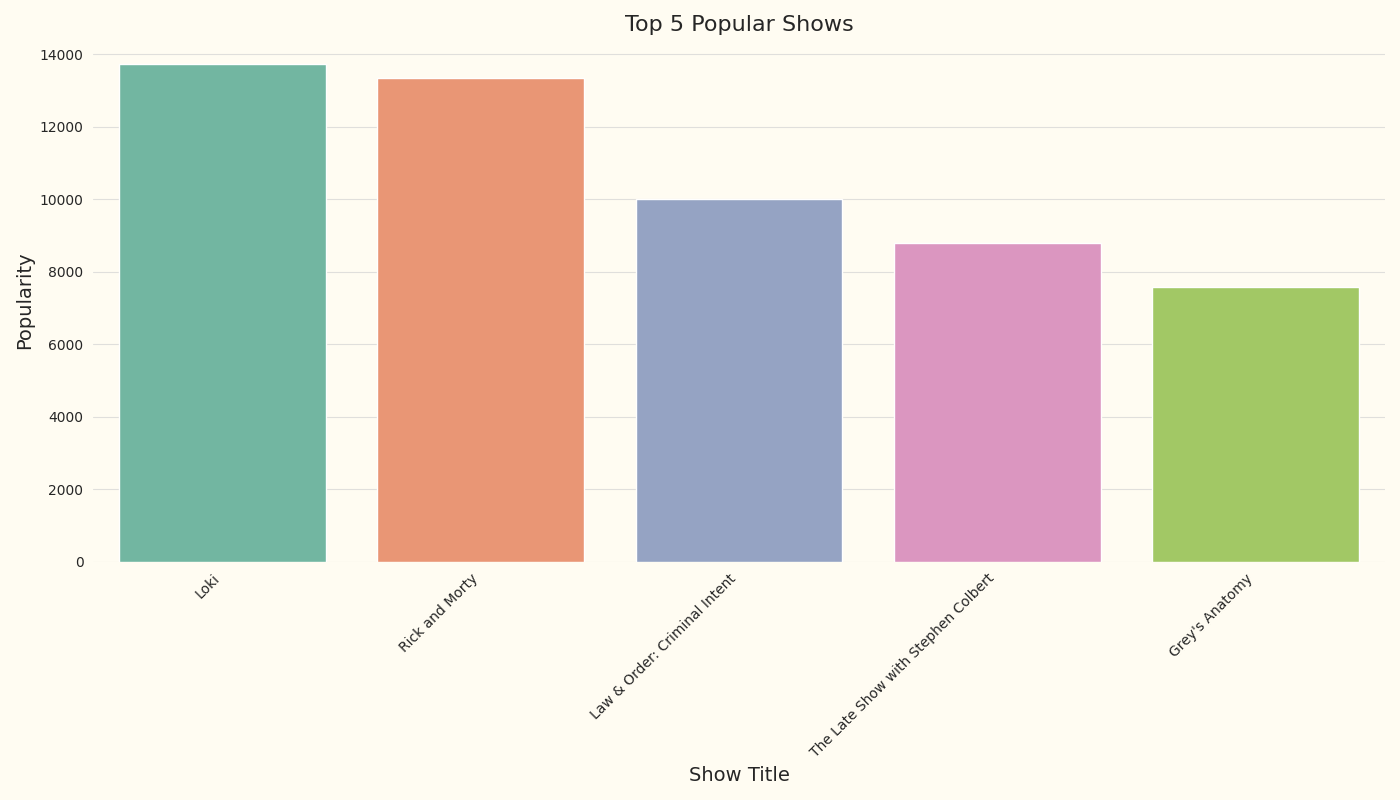 Top 5 Popular Shows
Popularity
14000
12000
10000
8000
6000
4000
2000
0
Loki
Rick and Morty
Law & Order: Criminal Intent
The Late Show with Stephen Colbert
Grey's Anatomy
Show Title